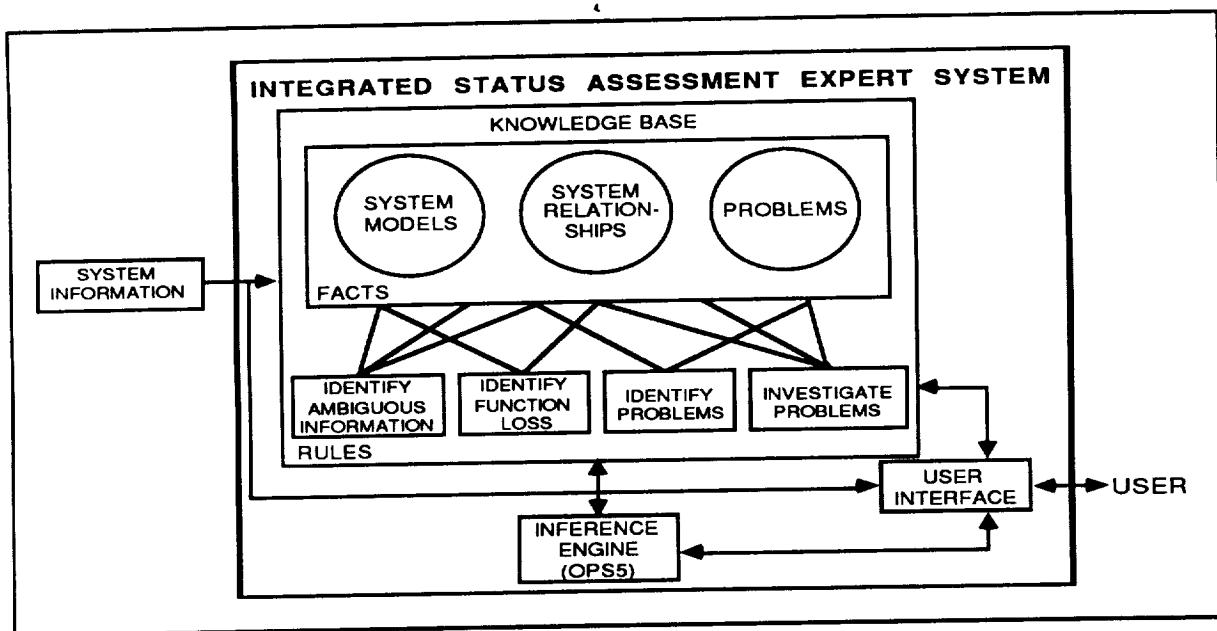 INTEGRATED STATUS ASSESSMENT EXPERT SYSTEM
KNOWLEDGE BASE
SYSTEM
MODELS
SYSTEM
RELATION-
SHIPS
PROBLEMS
SYSTEM
INFORMATION
FACTS
IDENTIFY
AMBIGUOUS
INFORMATION
IDENTIFY
FUNCTION
LOSS
IDENTIFY
PROBLEMS
INVESTIGATE
PROBLEMS
RULES
USER
INTERFACE
USER
INFERENCE
ENGINE
(OPS5)